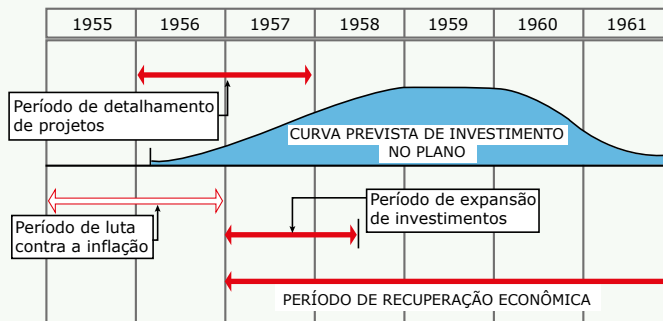 1955 1956 1957 1958 1959 1960 1961
Período de detalhamento
de projetos
CURVA PREVISTA DE INVESTIMENTO
NO PLANO
Período de luta
contra a inflação
Período de expansão
de investimentos
PERÍODO DE RECUPERAÇÃO ECONÔMICA